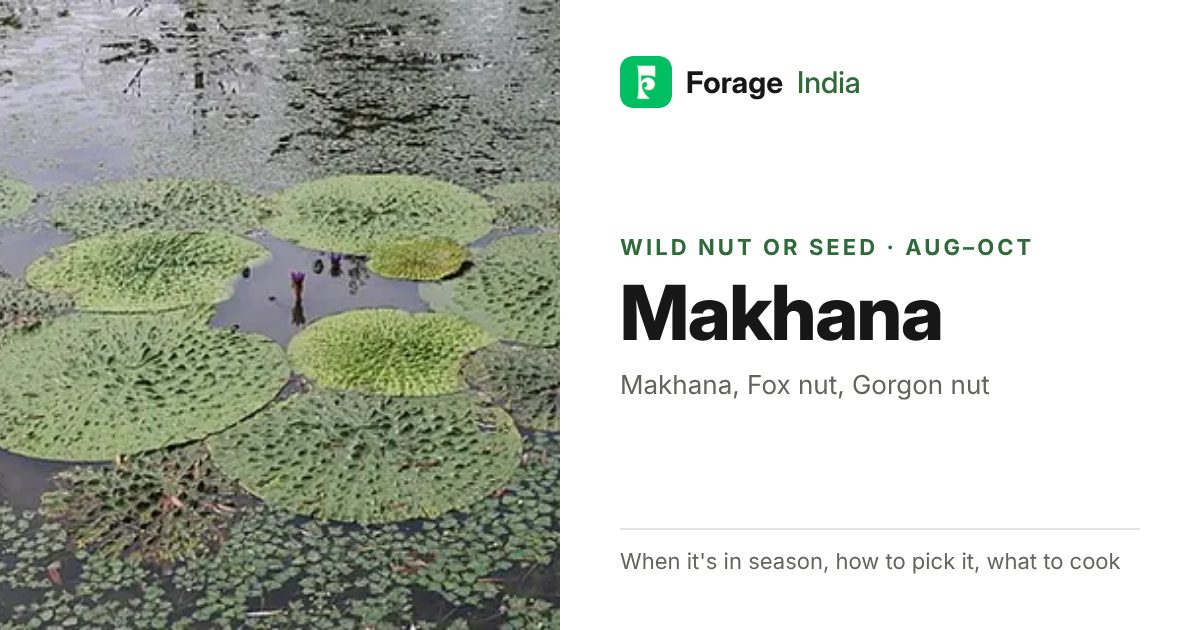 Forage India
WILD NUT OR SEED · AUG–OCT
Makhana
Makhana, Fox nut, Gorgon nut
When it's in season, how to pick it, what to cook